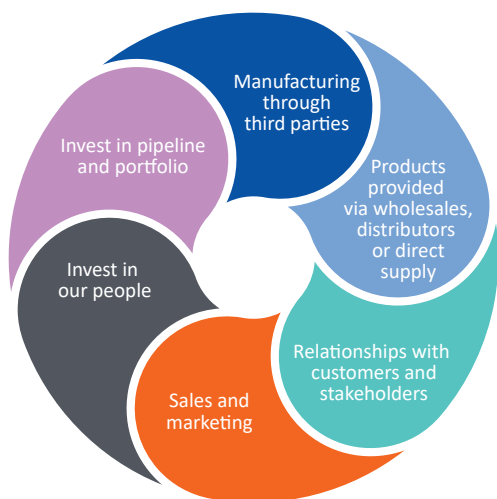 Manufacturing
through
third parties
Products
provided
via wholesales,
distributors
or direct
supply
Relationships with
customers and
stakeholders
Sales and
marketing
Invest in
our people
Invest in pipeline
and portfolio